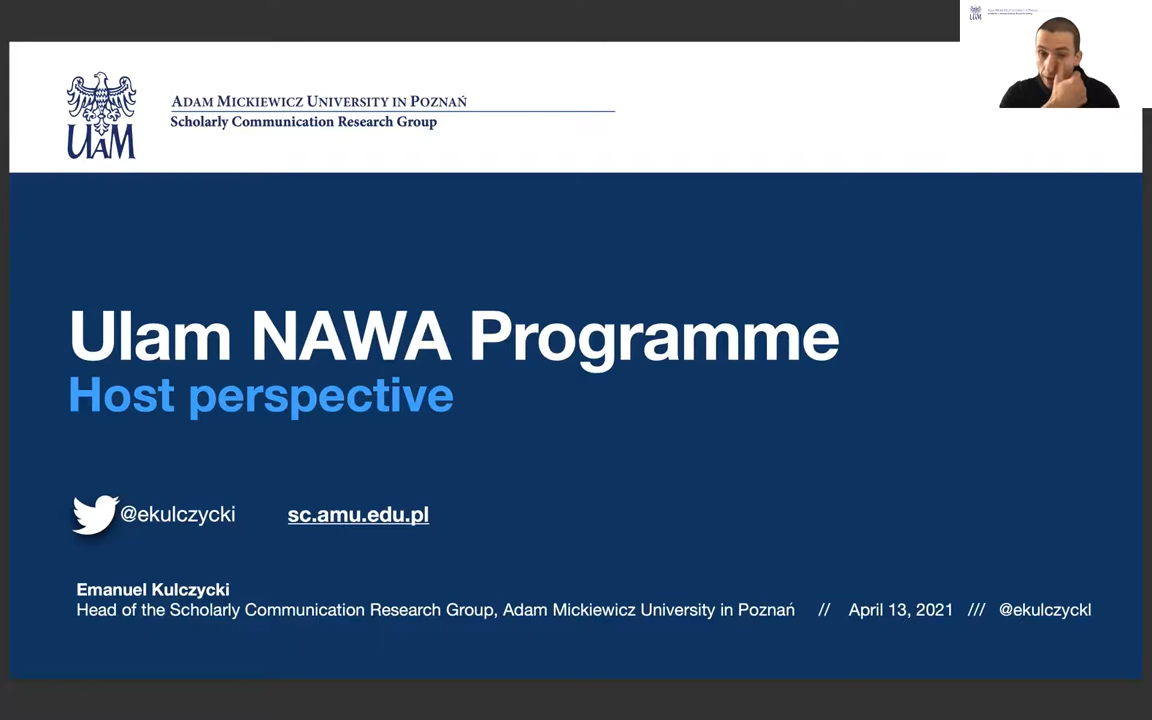 UAM
ADAM MICKIEWICZ UNIVERSITY IN POZNAŃ
Scholarly Communication Research Group
Ulam NAWA Programme
Host perspective
@ekulczycki
sc.amu.edu.pl
Emanuel Kulczycki
Head of the Scholarly Communication Research Group, Adam Mickiewicz University in Poznań // April 13, 2021 /// @ekulczyckI